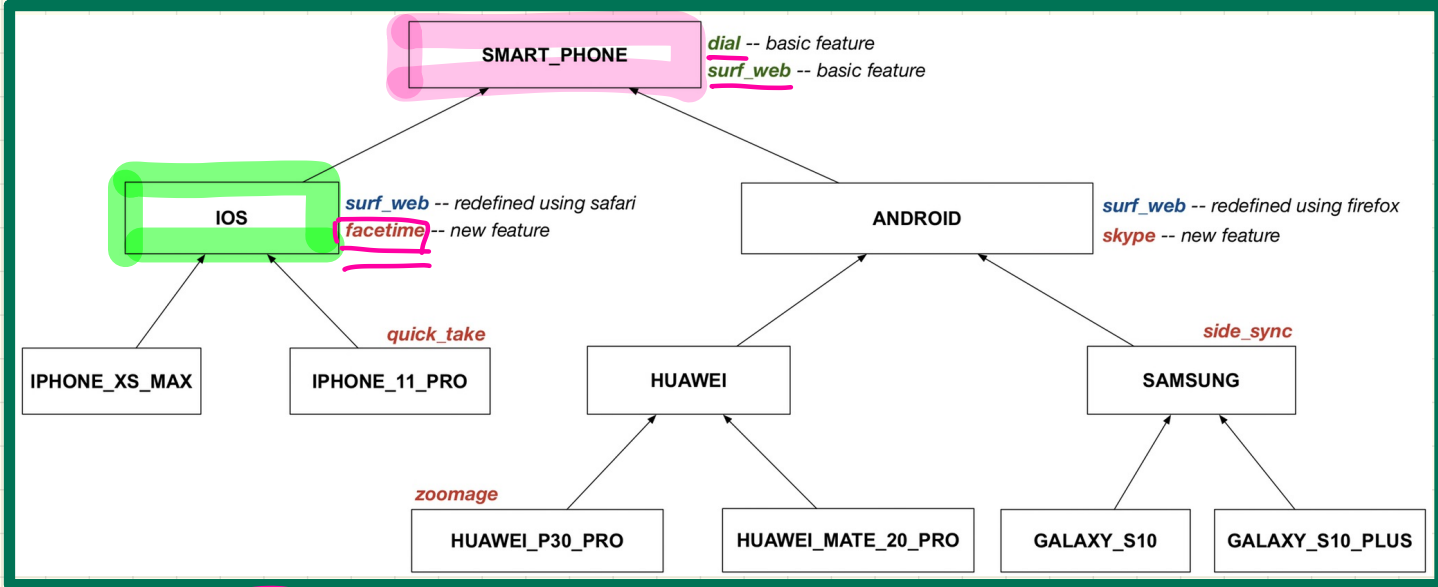 SMART_PHONE
dial -- basic feature
surf_web -- basic feature
IOS
surf_web -- redefined using safari
facetime -- new feature
ANDROID
surf_web -- redefined using firefox
skype -- new feature
IPHONE_XS_MAX
quick_take
IPHONE_11_PRO
HUAWEI
side_sync
SAMSUNG
zoomage
HUAWEI_P30_PRO
HUAWEI_MATE_20_PRO
GALAXY_S10
GALAXY_S10_PLUS